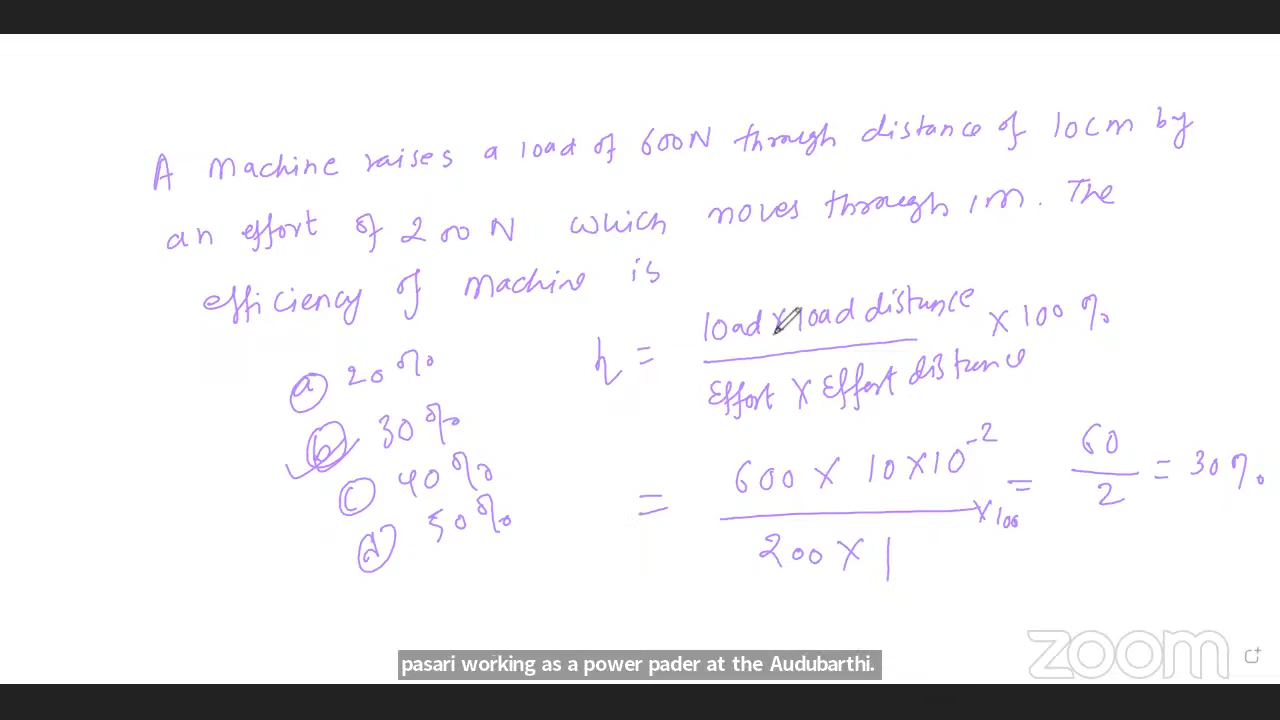 A machine raises a load of 600N through distance of 10cm by
an effort of 200 N which moves through 1m. The
efficiency of machine is
η = load x load distance / Effort x Effort distance x 100 %
(a) 20%
(b) 30%
(c) 40%
(d) 50%
= 600 x 10 x 10⁻² / 200 x 1 x 100 = 60 / 2 = 30%
zoom
pasari working as a power pader at the Audubarthi.